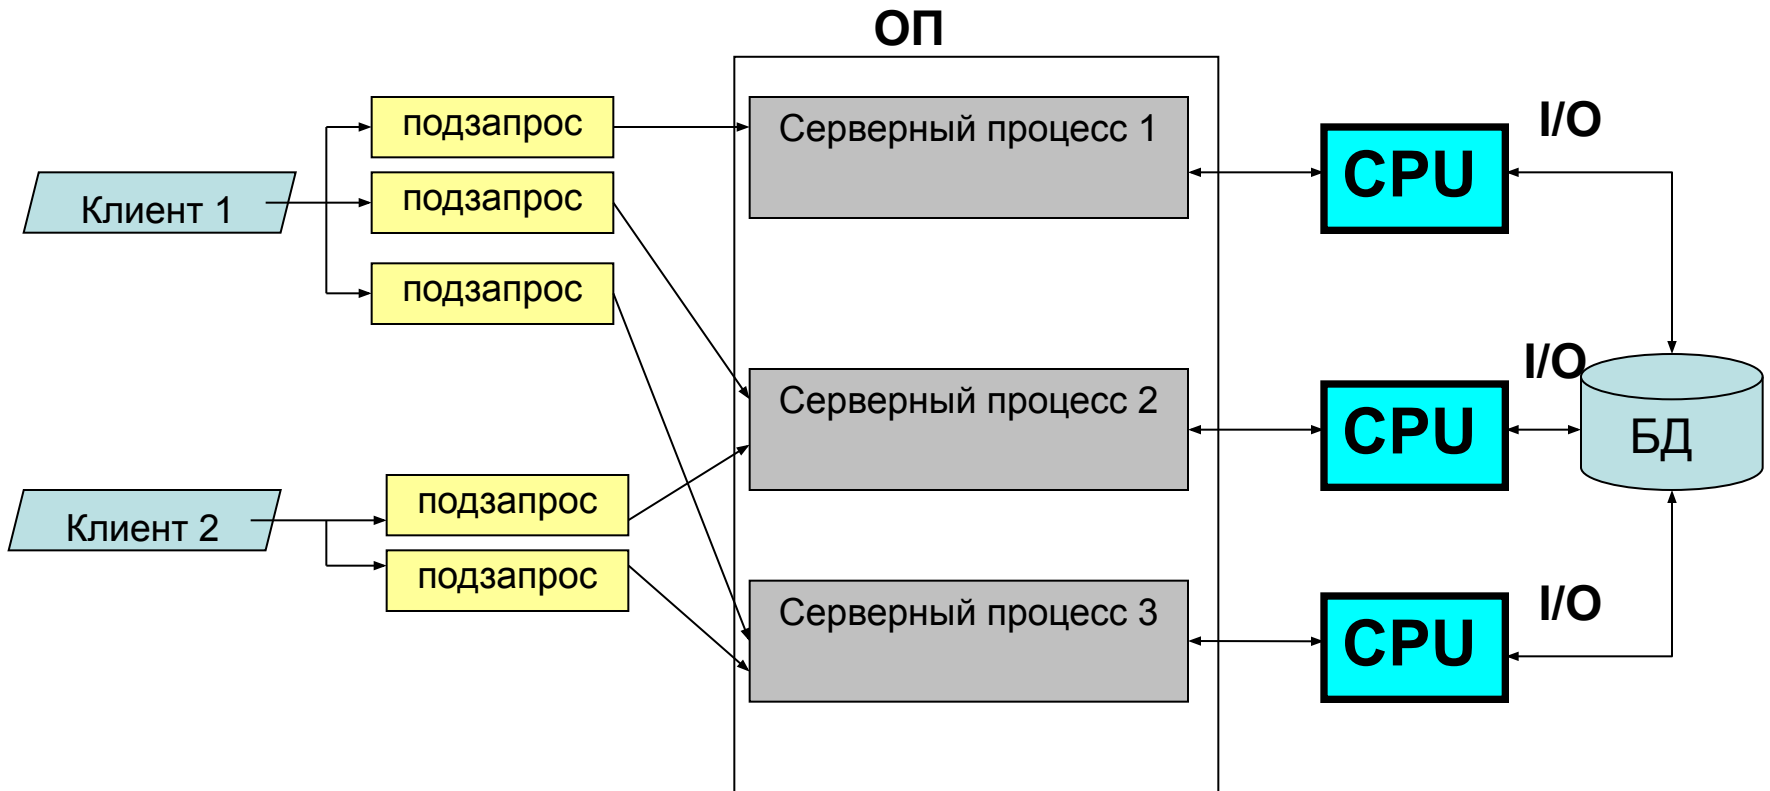 ОП
подзапрос
Серверный процесс 1
I/O
CPU
Клиент 1
подзапрос
подзапрос
Серверный процесс 2
I/O
CPU
БД
подзапрос
Клиент 2
подзапрос
Серверный процесс 3
I/O
CPU